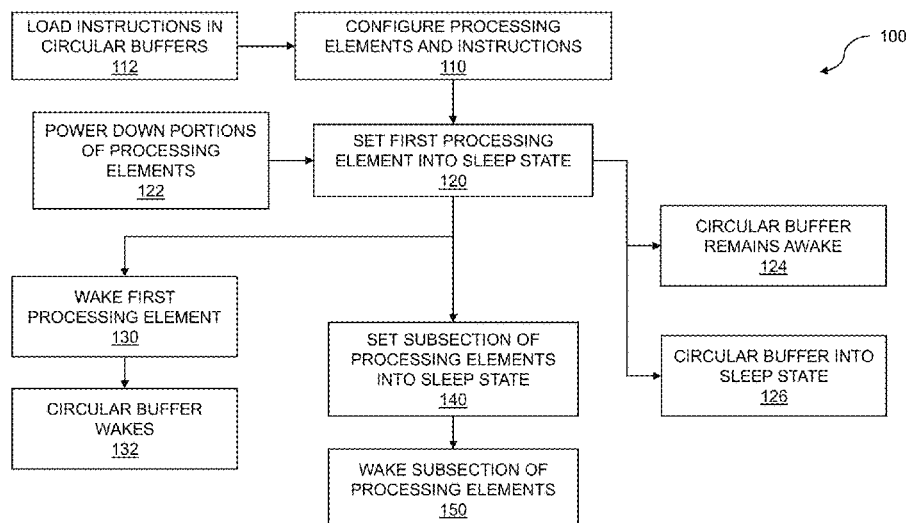 LOAD INSTRUCTIONS IN
CIRCULAR BUFFERS
112
CONFIGURE PROCESSING
ELEMENTS AND INSTRUCTIONS
110
100
POWER DOWN PORTIONS
OF PROCESSING
ELEMENTS
122
SET FIRST PROCESSING
ELEMENT INTO SLEEP STATE
120
CIRCULAR BUFFER
REMAINS AWAKE
124
WAKE FIRST
PROCESSING ELEMENT
130
SET SUBSECTION OF
PROCESSING ELEMENTS
INTO SLEEP STATE
140
CIRCULAR BUFFER INTO
SLEEP STATE
126
CIRCULAR BUFFER
WAKES
132
WAKE SUBSECTION OF
PROCESSING ELEMENTS
150